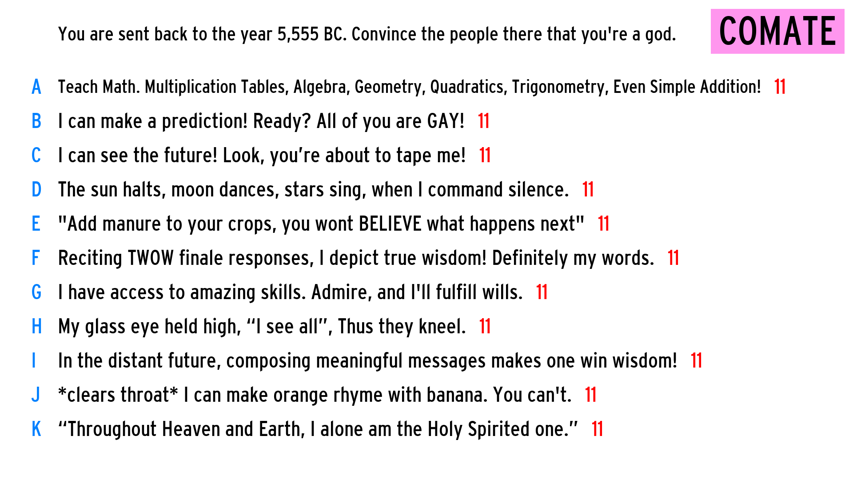 You are sent back to the year 5,555 BC. Convince the people there that you're a god.
COMATE
A Teach Math. Multiplication Tables, Algebra, Geometry, Quadratics, Trigonometry, Even Simple Addition! 11
B I can make a prediction! Ready? All of you are GAY! 11
C I can see the future! Look, you’re about to tape me! 11
D The sun halts, moon dances, stars sing, when I command silence. 11
E "Add manure to your crops, you wont BELIEVE what happens next" 11
F Reciting TWOW finale responses, I depict true wisdom! Definitely my words. 11
G I have access to amazing skills. Admire, and I'll fulfill wills. 11
H My glass eye held high, “I see all”, Thus they kneel. 11
I In the distant future, composing meaningful messages makes one win wisdom! 11
J *clears throat* I can make orange rhyme with banana. You can't. 11
K “Throughout Heaven and Earth, I alone am the Holy Spirited one.” 11